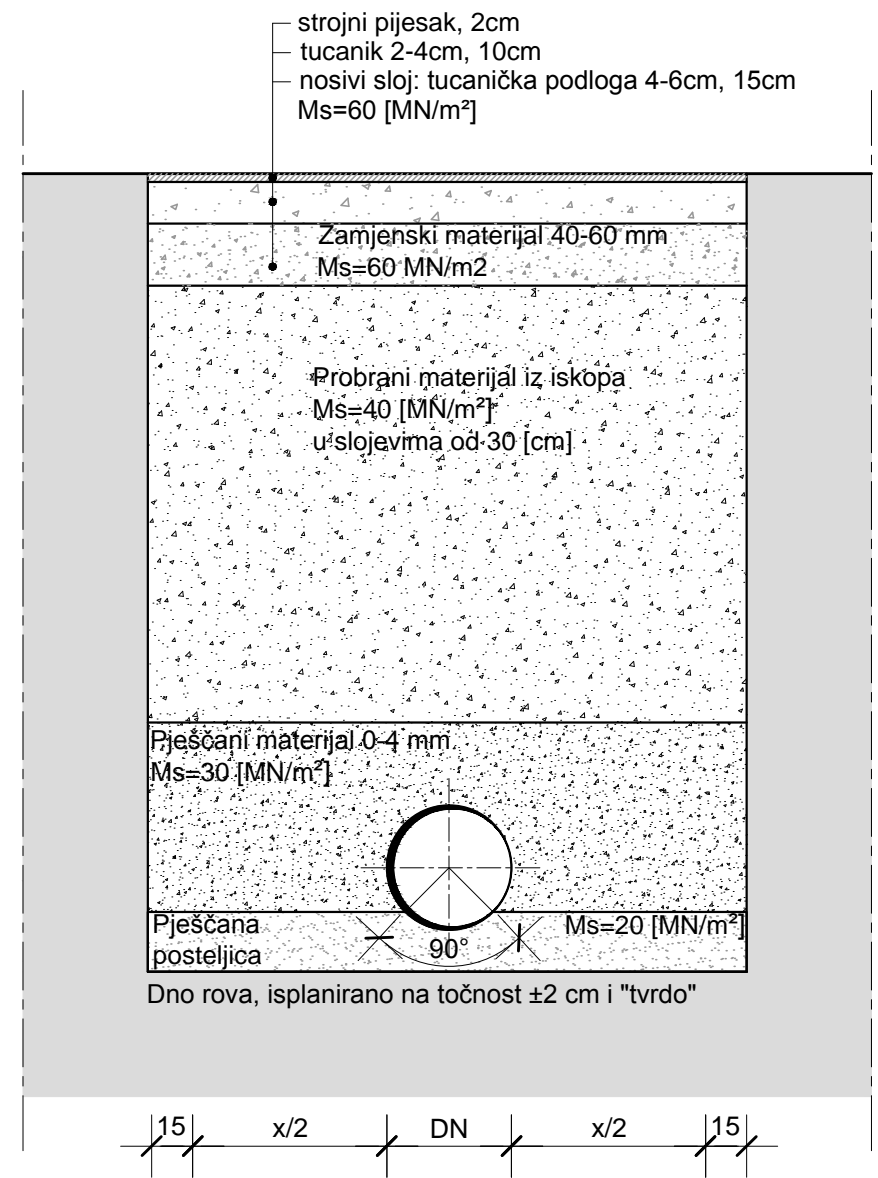 strojni pijesak, 2cm
tucanik 2-4cm, 10cm
nosivi sloj: tucanička podloga 4-6cm, 15cm
Ms=60 [MN/m²]
Zamjenski materijal 40-60 mm
Ms=60 MN/m2
Probrani materijal iz iskopa
Ms=40 [MN/m²]
u slojevima od 30 [cm]
Pješčani materijal 0-4 mm
Ms=30 [MN/m²]
Pješčana
posteljica
90°
Ms=20 [MN/m²]
Dno rova, isplanirano na točnost ±2 cm i "tvrdo"
15 x/2 DN x/2 15